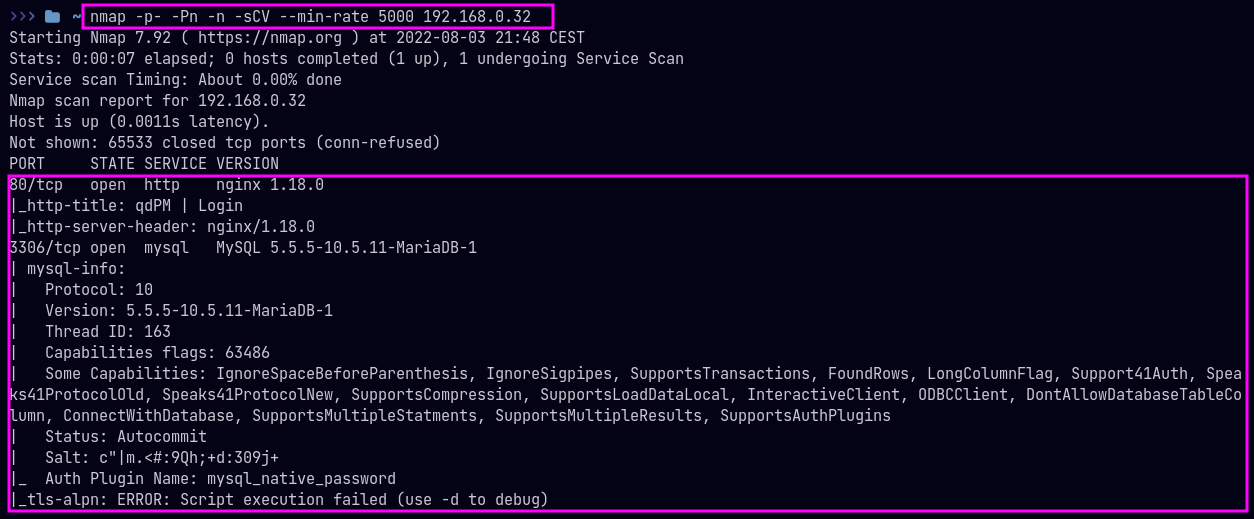 >>> ~ nmap -p- -Pn -n -sCV --min-rate 5000 192.168.0.32
Starting Nmap 7.92 ( https://nmap.org ) at 2022-08-03 21:48 CEST
Stats: 0:00:07 elapsed; 0 hosts completed (1 up), 1 undergoing Service Scan
Service scan Timing: About 0.00% done
Nmap scan report for 192.168.0.32
Host is up (0.0011s latency).
Not shown: 65533 closed tcp ports (conn-refused)
PORT     STATE SERVICE VERSION
80/tcp   open  http    nginx 1.18.0
|_http-title: qdPM | Login
|_http-server-header: nginx/1.18.0
3306/tcp open  mysql   MySQL 5.5.5-10.5.11-MariaDB-1
| mysql-info:
|   Protocol: 10
|   Version: 5.5.5-10.5.11-MariaDB-1
|   Thread ID: 163
|   Capabilities flags: 63486
|   Some Capabilities: IgnoreSpaceBeforeParenthesis, IgnoreSigpipes, SupportsTransactions, FoundRows, LongColumnFlag, Support41Auth, Spea
ks41ProtocolOld, Speaks41ProtocolNew, SupportsCompression, SupportsLoadDataLocal, InteractiveClient, ODBCClient, DontAllowDatabaseTableCo
lumn, ConnectWithDatabase, SupportsMultipleStatments, SupportsMultipleResults, SupportsAuthPlugins
|   Status: Autocommit
|   Salt: c"|m.<#:9Qh;+d:309j+
|_  Auth Plugin Name: mysql_native_password
|_tls-alpn: ERROR: Script execution failed (use -d to debug)